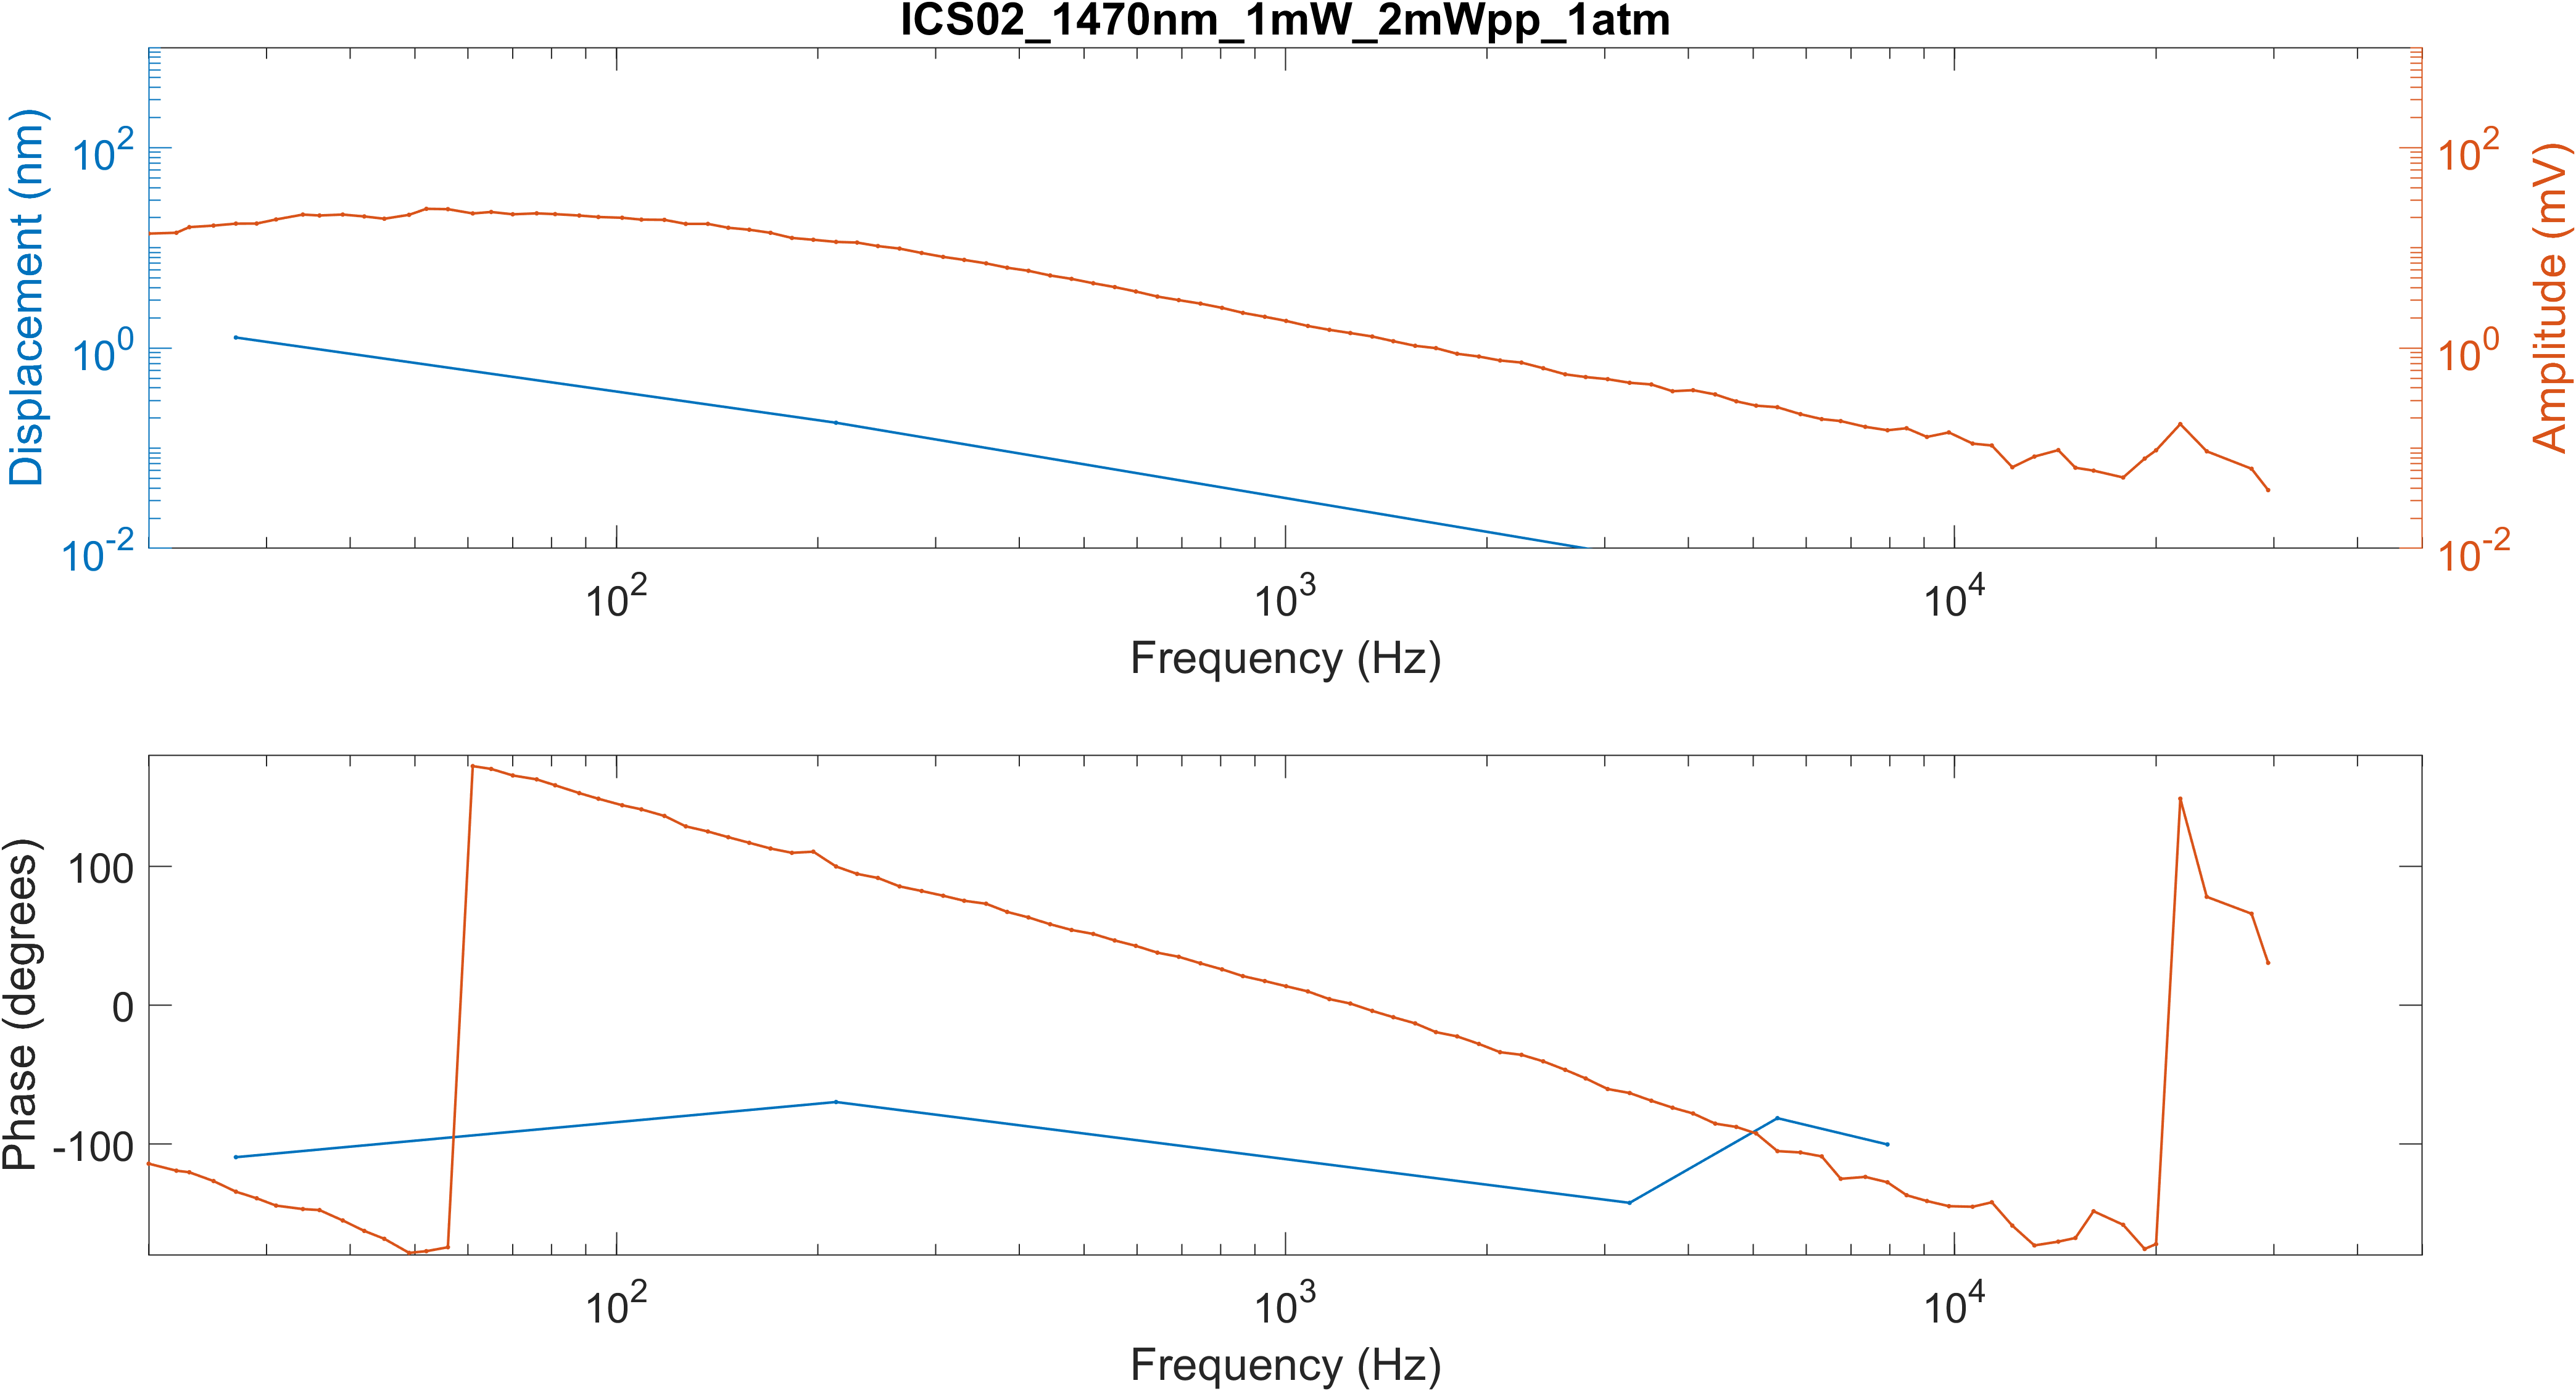 ICS02_1470nm_1mW_2mWpp_1atm
Displacement (nm)
10^2
10^0
10^-2
Amplitude (mV)
10^2
10^0
10^-2
10^2
10^3
10^4
Frequency (Hz)
Phase (degrees)
100
0
-100
10^2
10^3
10^4
Frequency (Hz)